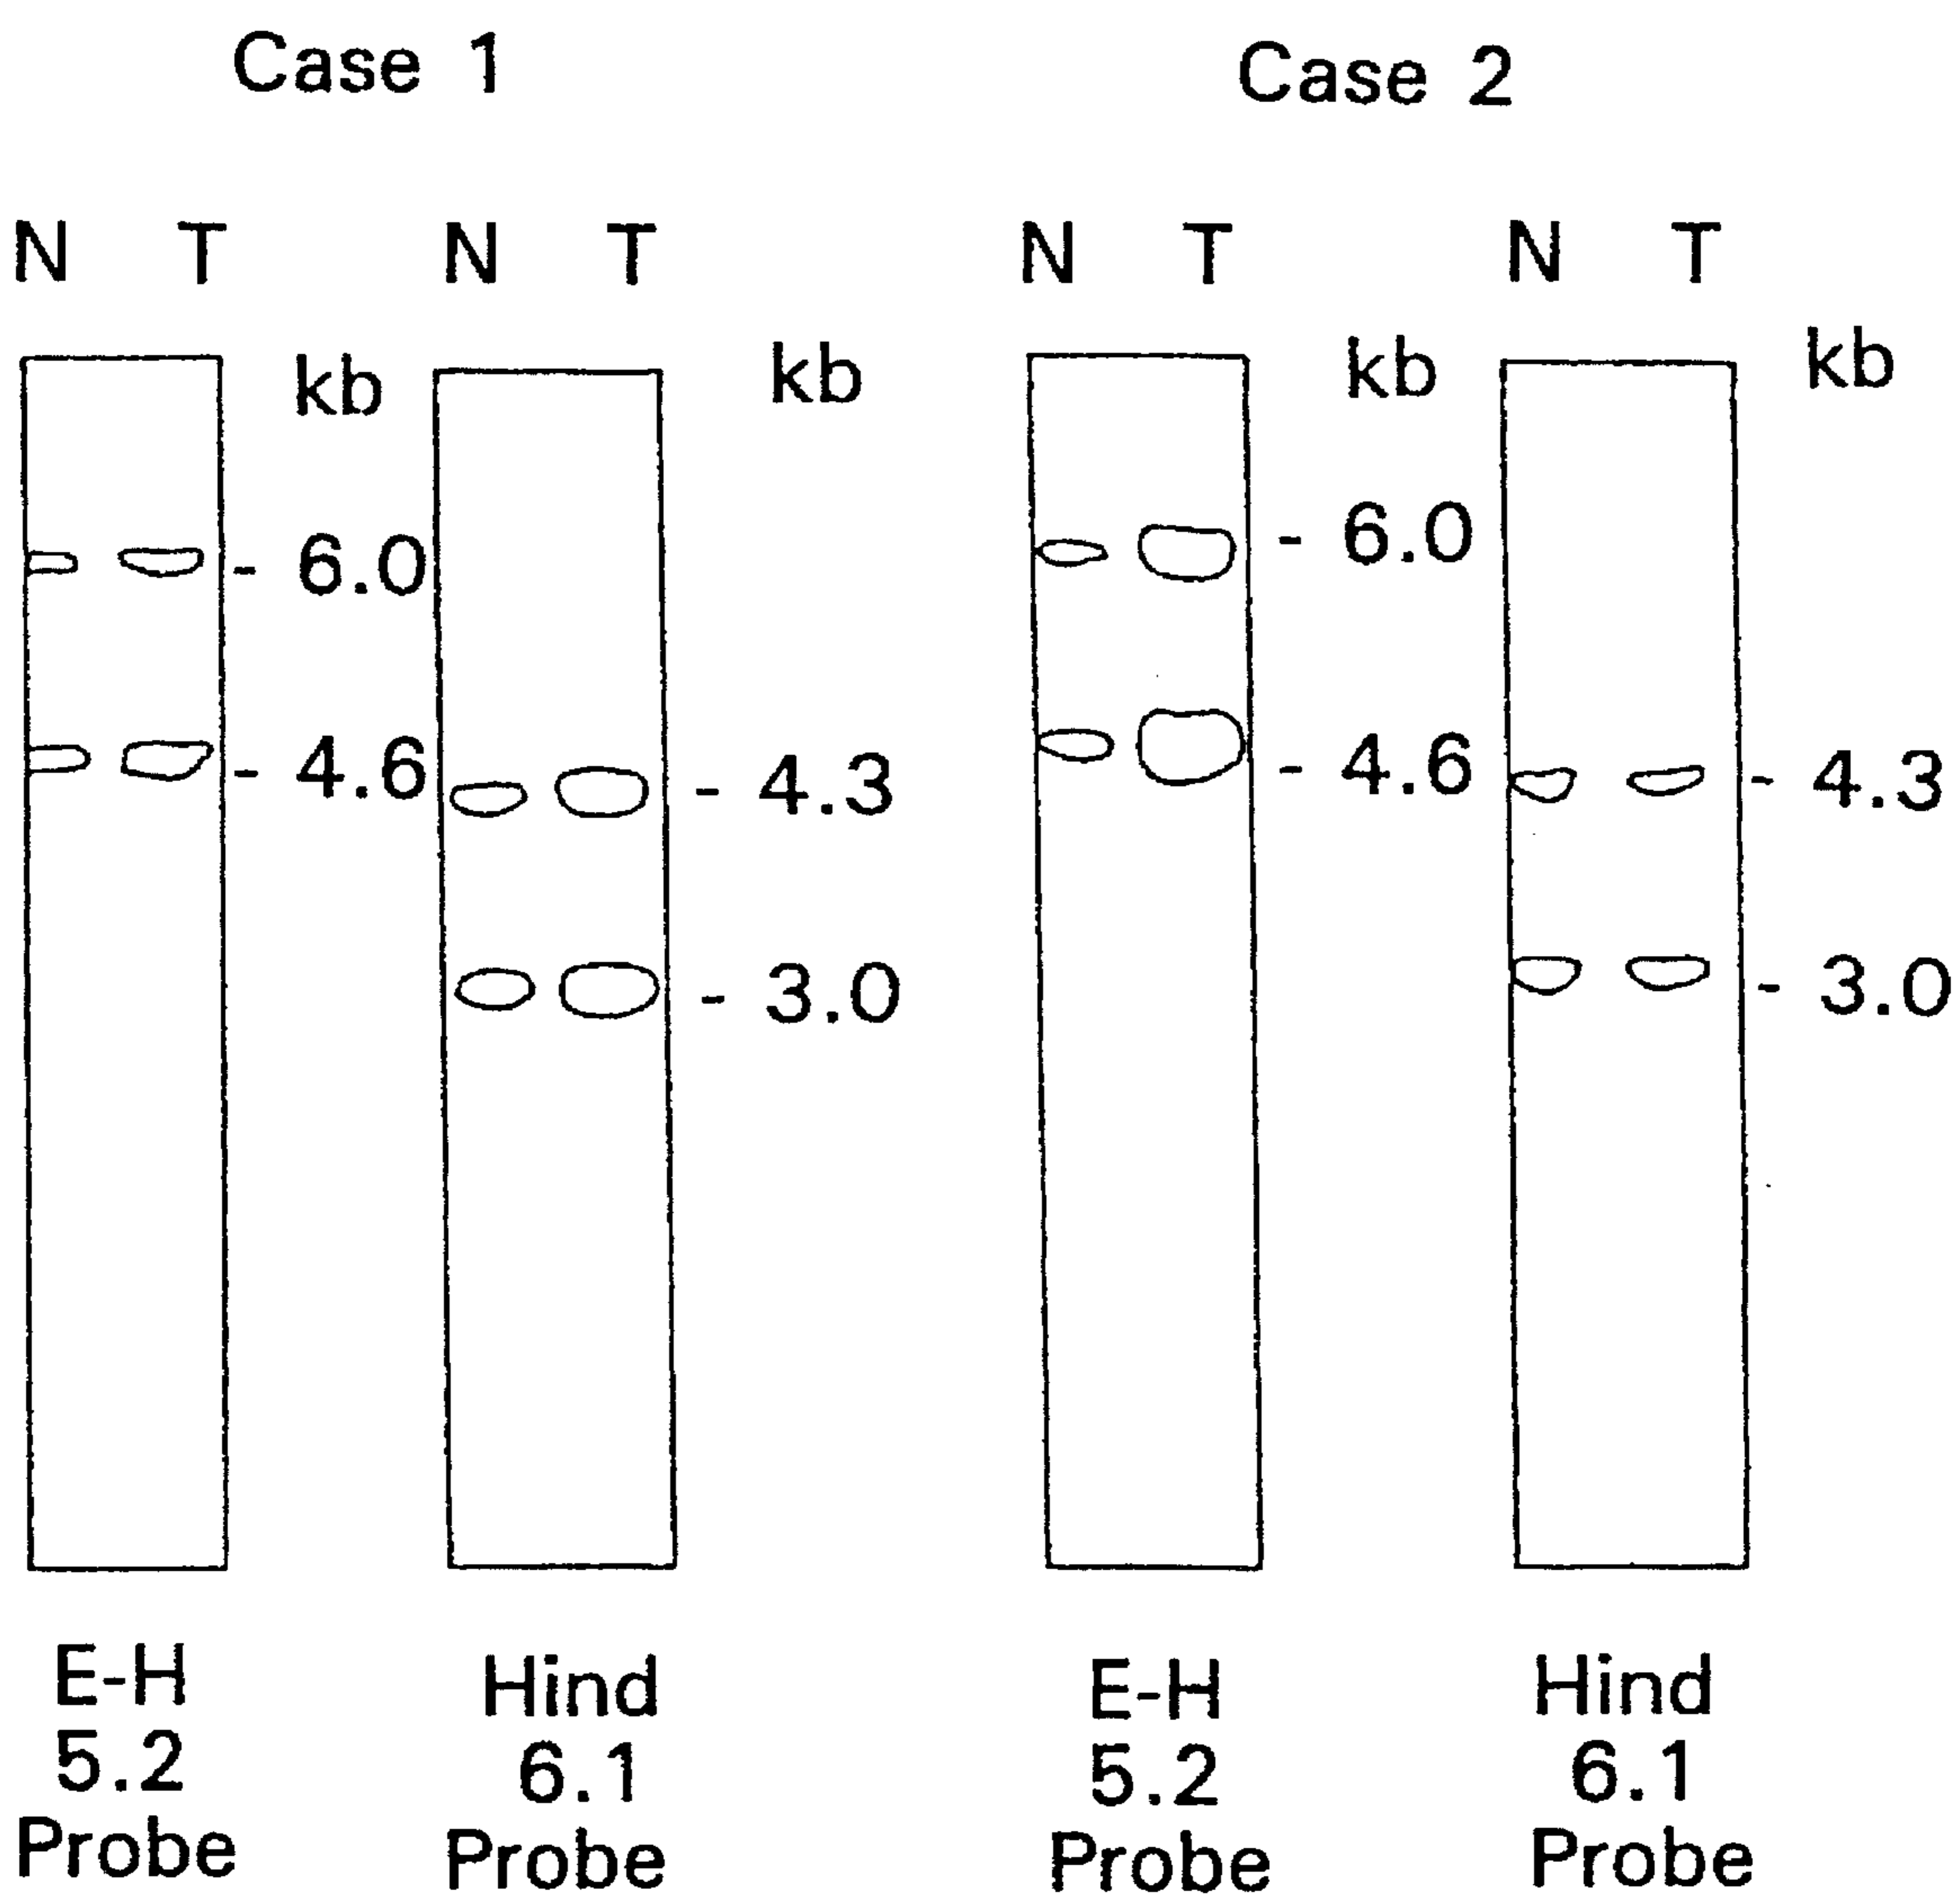 Case 1
Case 2
N T N T
N T N T
kb kb
kb kb
- 6.0
- 4.6
- 4.3
- 3.0
- 6.0
- 4.6
- 4.3
- 3.0
E-H
5.2
Probe
Hind
6.1
Probe
E-H
5.2
Probe
Hind
6.1
Probe